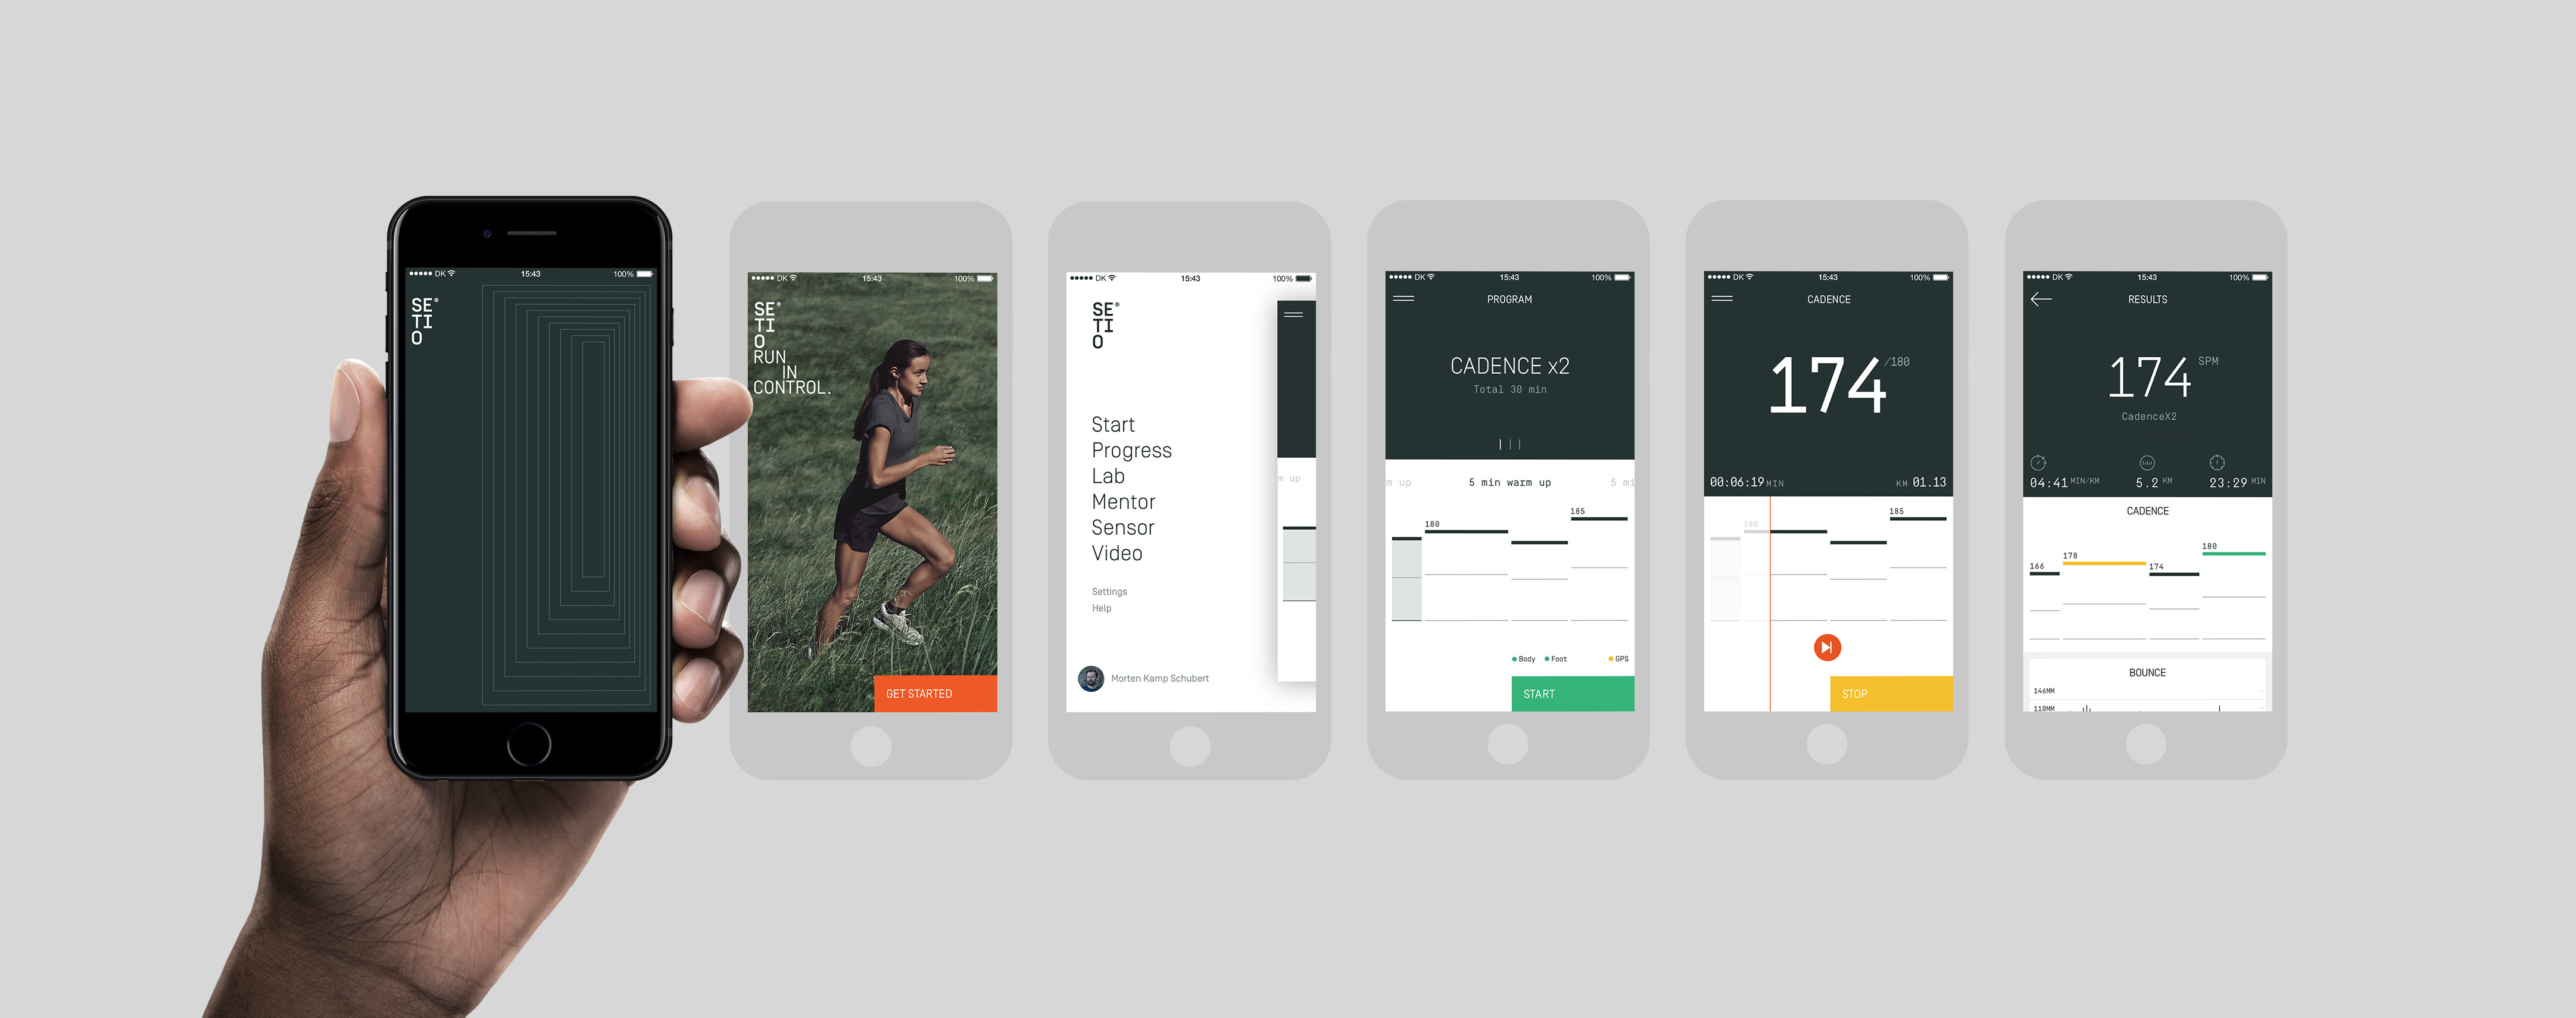 DK 15:43 100%
SE®
TI
O
DK 15:43 100%
SE®
TI
O
RUN
IN
CONTROL.
GET STARTED
DK 15:43 100%
SE®
TI
O
Start
Progress
Lab
Mentor
Sensor
Video
Settings
Help
Morten Kamp Schubert
m up
DK 15:43 100%
PROGRAM
CADENCE x2
Total 30 min
m up 5 min warm up 5 mi
180 185
Body Foot GPS
START
DK 15:43 100%
CADENCE
174 /180
00:06:19 MIN KM 01.13
180 185
STOP
DK 15:43 100%
RESULTS
174 SPM
CadenceX2
04:41 MIN/KM 5.2 KM 23:29 MIN
CADENCE
166 178 174 180
BOUNCE
146MM
110MM